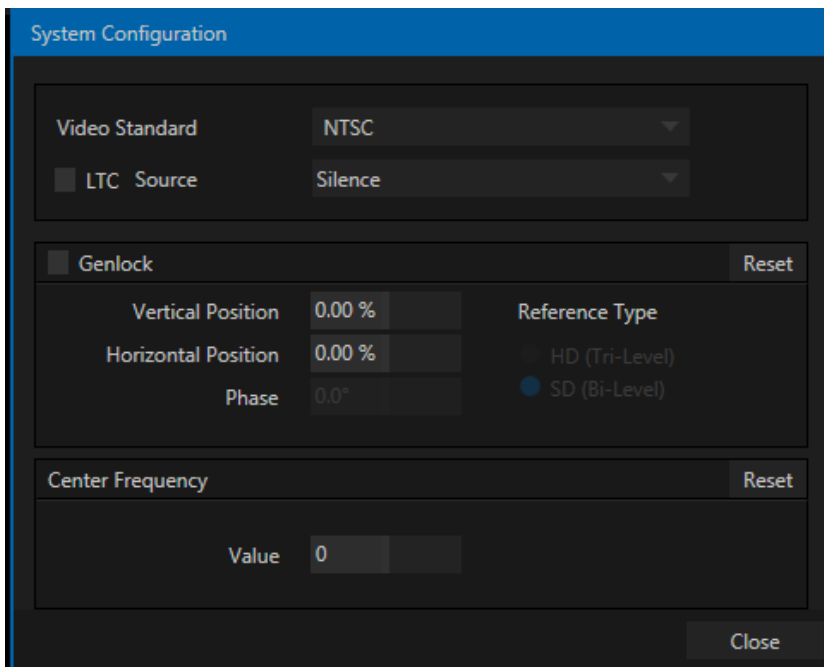 System Configuration
Video Standard NTSC
LTC Source Silence
Genlock Reset
Vertical Position 0.00 % Reference Type
Horizontal Position 0.00 % HD (Tri-Level)
Phase 0.0° SD (Bi-Level)
Center Frequency Reset
Value 0
Close